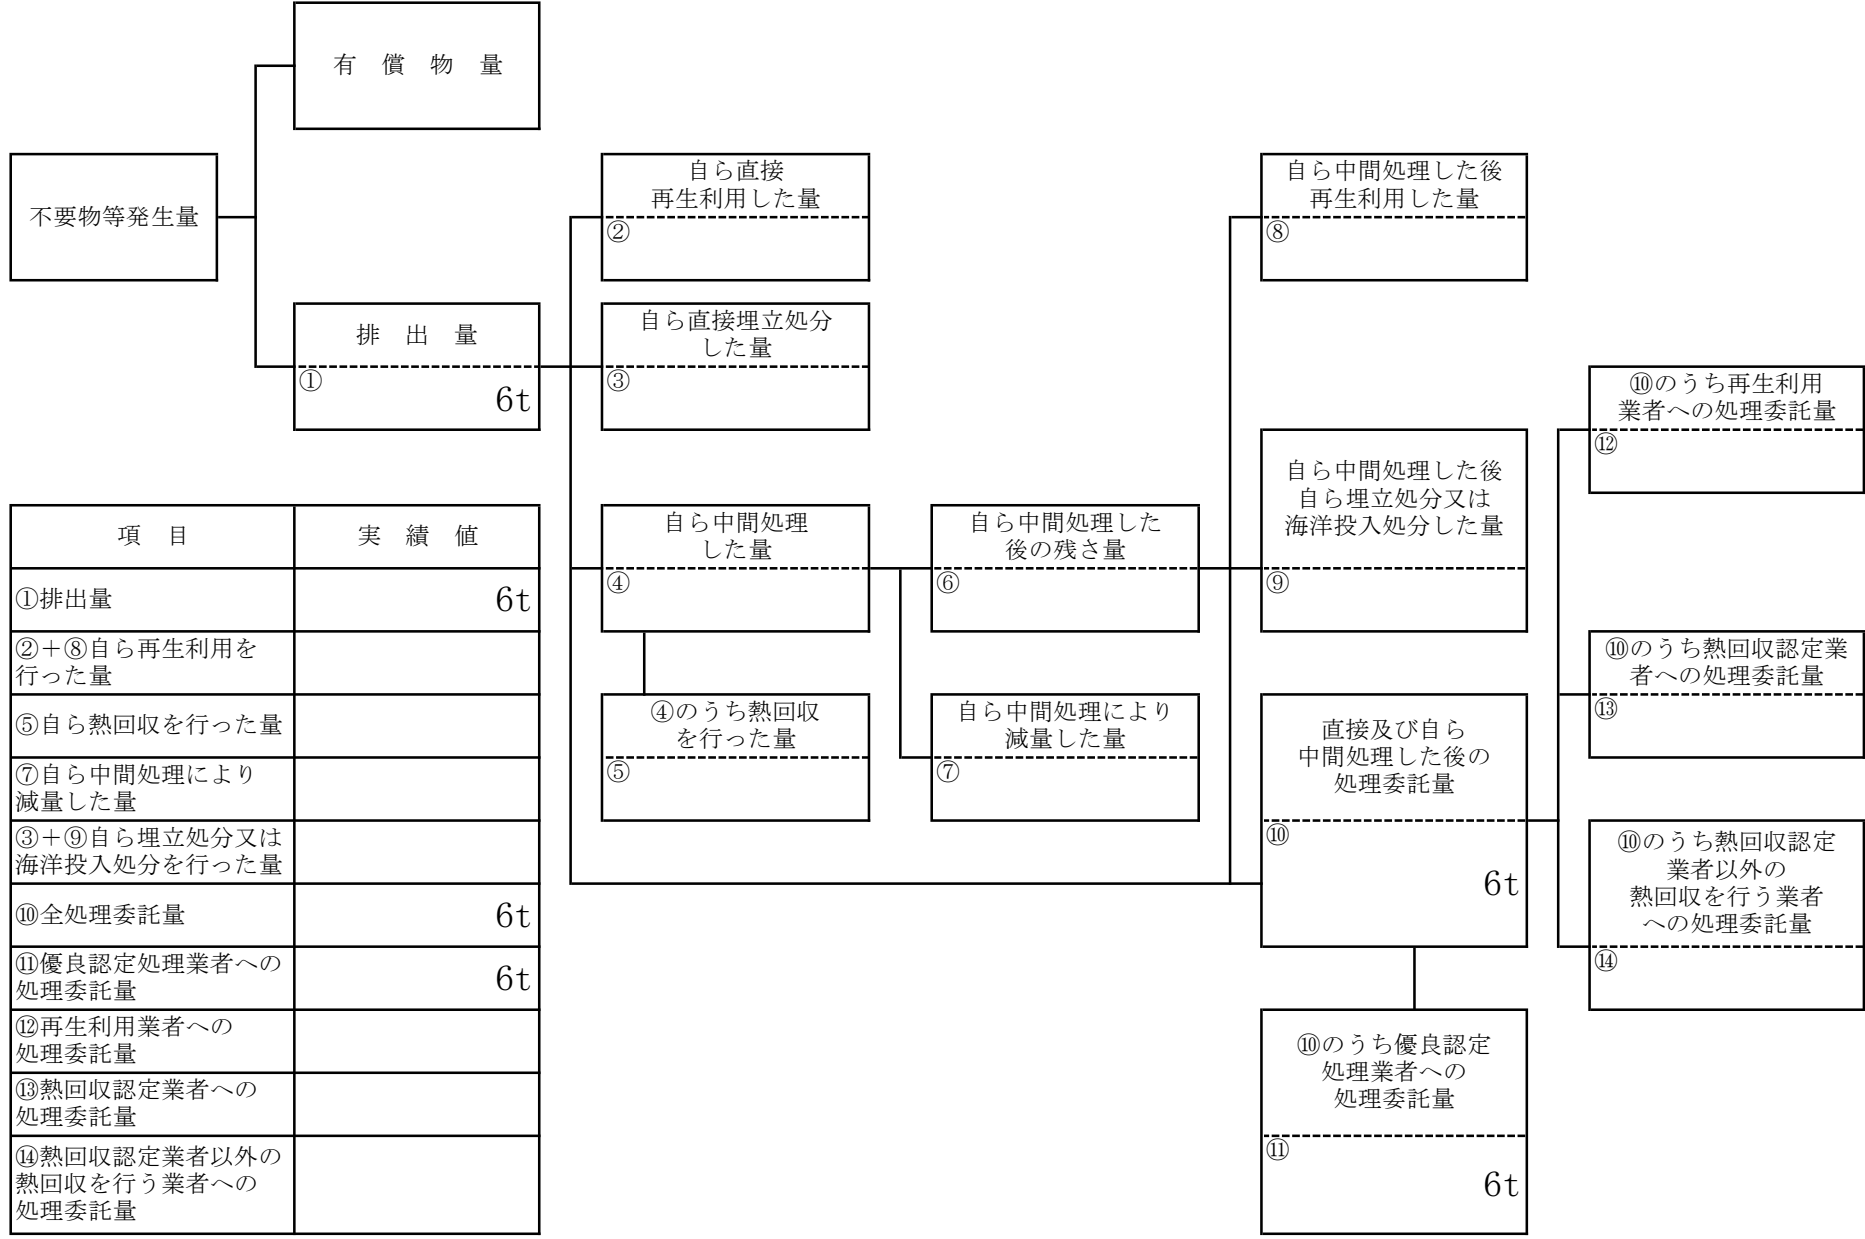 有 償 物 量
不要物等発生量
自ら直接
再生利用した量
②
自ら中間処理した後
再生利用した量
⑧
排 出 量
①
6t
自ら直接埋立処分
した量
③
⑩のうち再生利用
業者への処理委託量
⑫
自ら中間処理した後
自ら埋立処分又は
海洋投入処分した量
⑨
自ら中間処理
した量
④
自ら中間処理した
後の残さ量
⑥
⑩のうち熱回収認定業
者への処理委託量
⑬
④のうち熱回収
を行った量
⑤
自ら中間処理により
減量した量
⑦
直接及び自ら
中間処理した後の
処理委託量
⑩
6t
⑩のうち熱回収認定
業者以外の
熱回収を行う業者
への処理委託量
⑭
⑩のうち優良認定
処理業者への
処理委託量
⑪
6t
項 目 実 績 値
①排出量 6t
②＋⑧自ら再生利用を
行った量
⑤自ら熱回収を行った量
⑦自ら中間処理により
減量した量
③＋⑨自ら埋立処分又は
海洋投入処分を行った量
⑩全処理委託量 6t
⑪優良認定処理業者への
処理委託量 6t
⑫再生利用業者への
処理委託量
⑬熱回収認定業者への
処理委託量
⑭熱回収認定業者以外の
熱回収を行う業者への
処理委託量